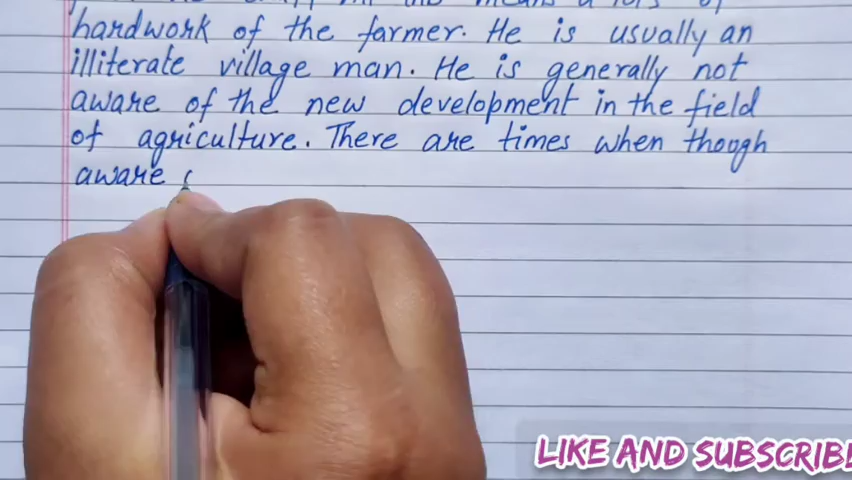 hardwork of the farmer. He is usually an
illiterate village man. He is generally not
aware of the new development in the field
of agriculture. There are times when though
aware
LIKE AND SUBSCRIBE